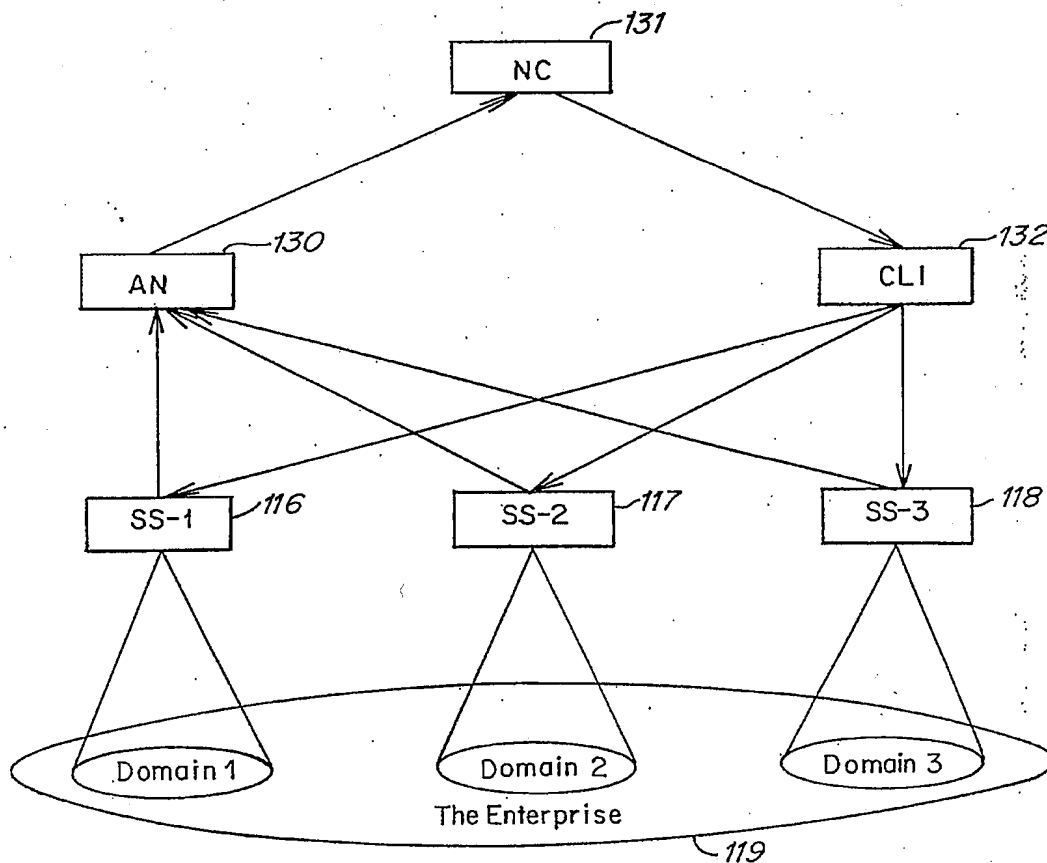 131
NC
130
AN
132
CLI
SS-1
116
SS-2
117
SS-3
118
Domain 1
Domain 2
Domain 3
The Enterprise
119